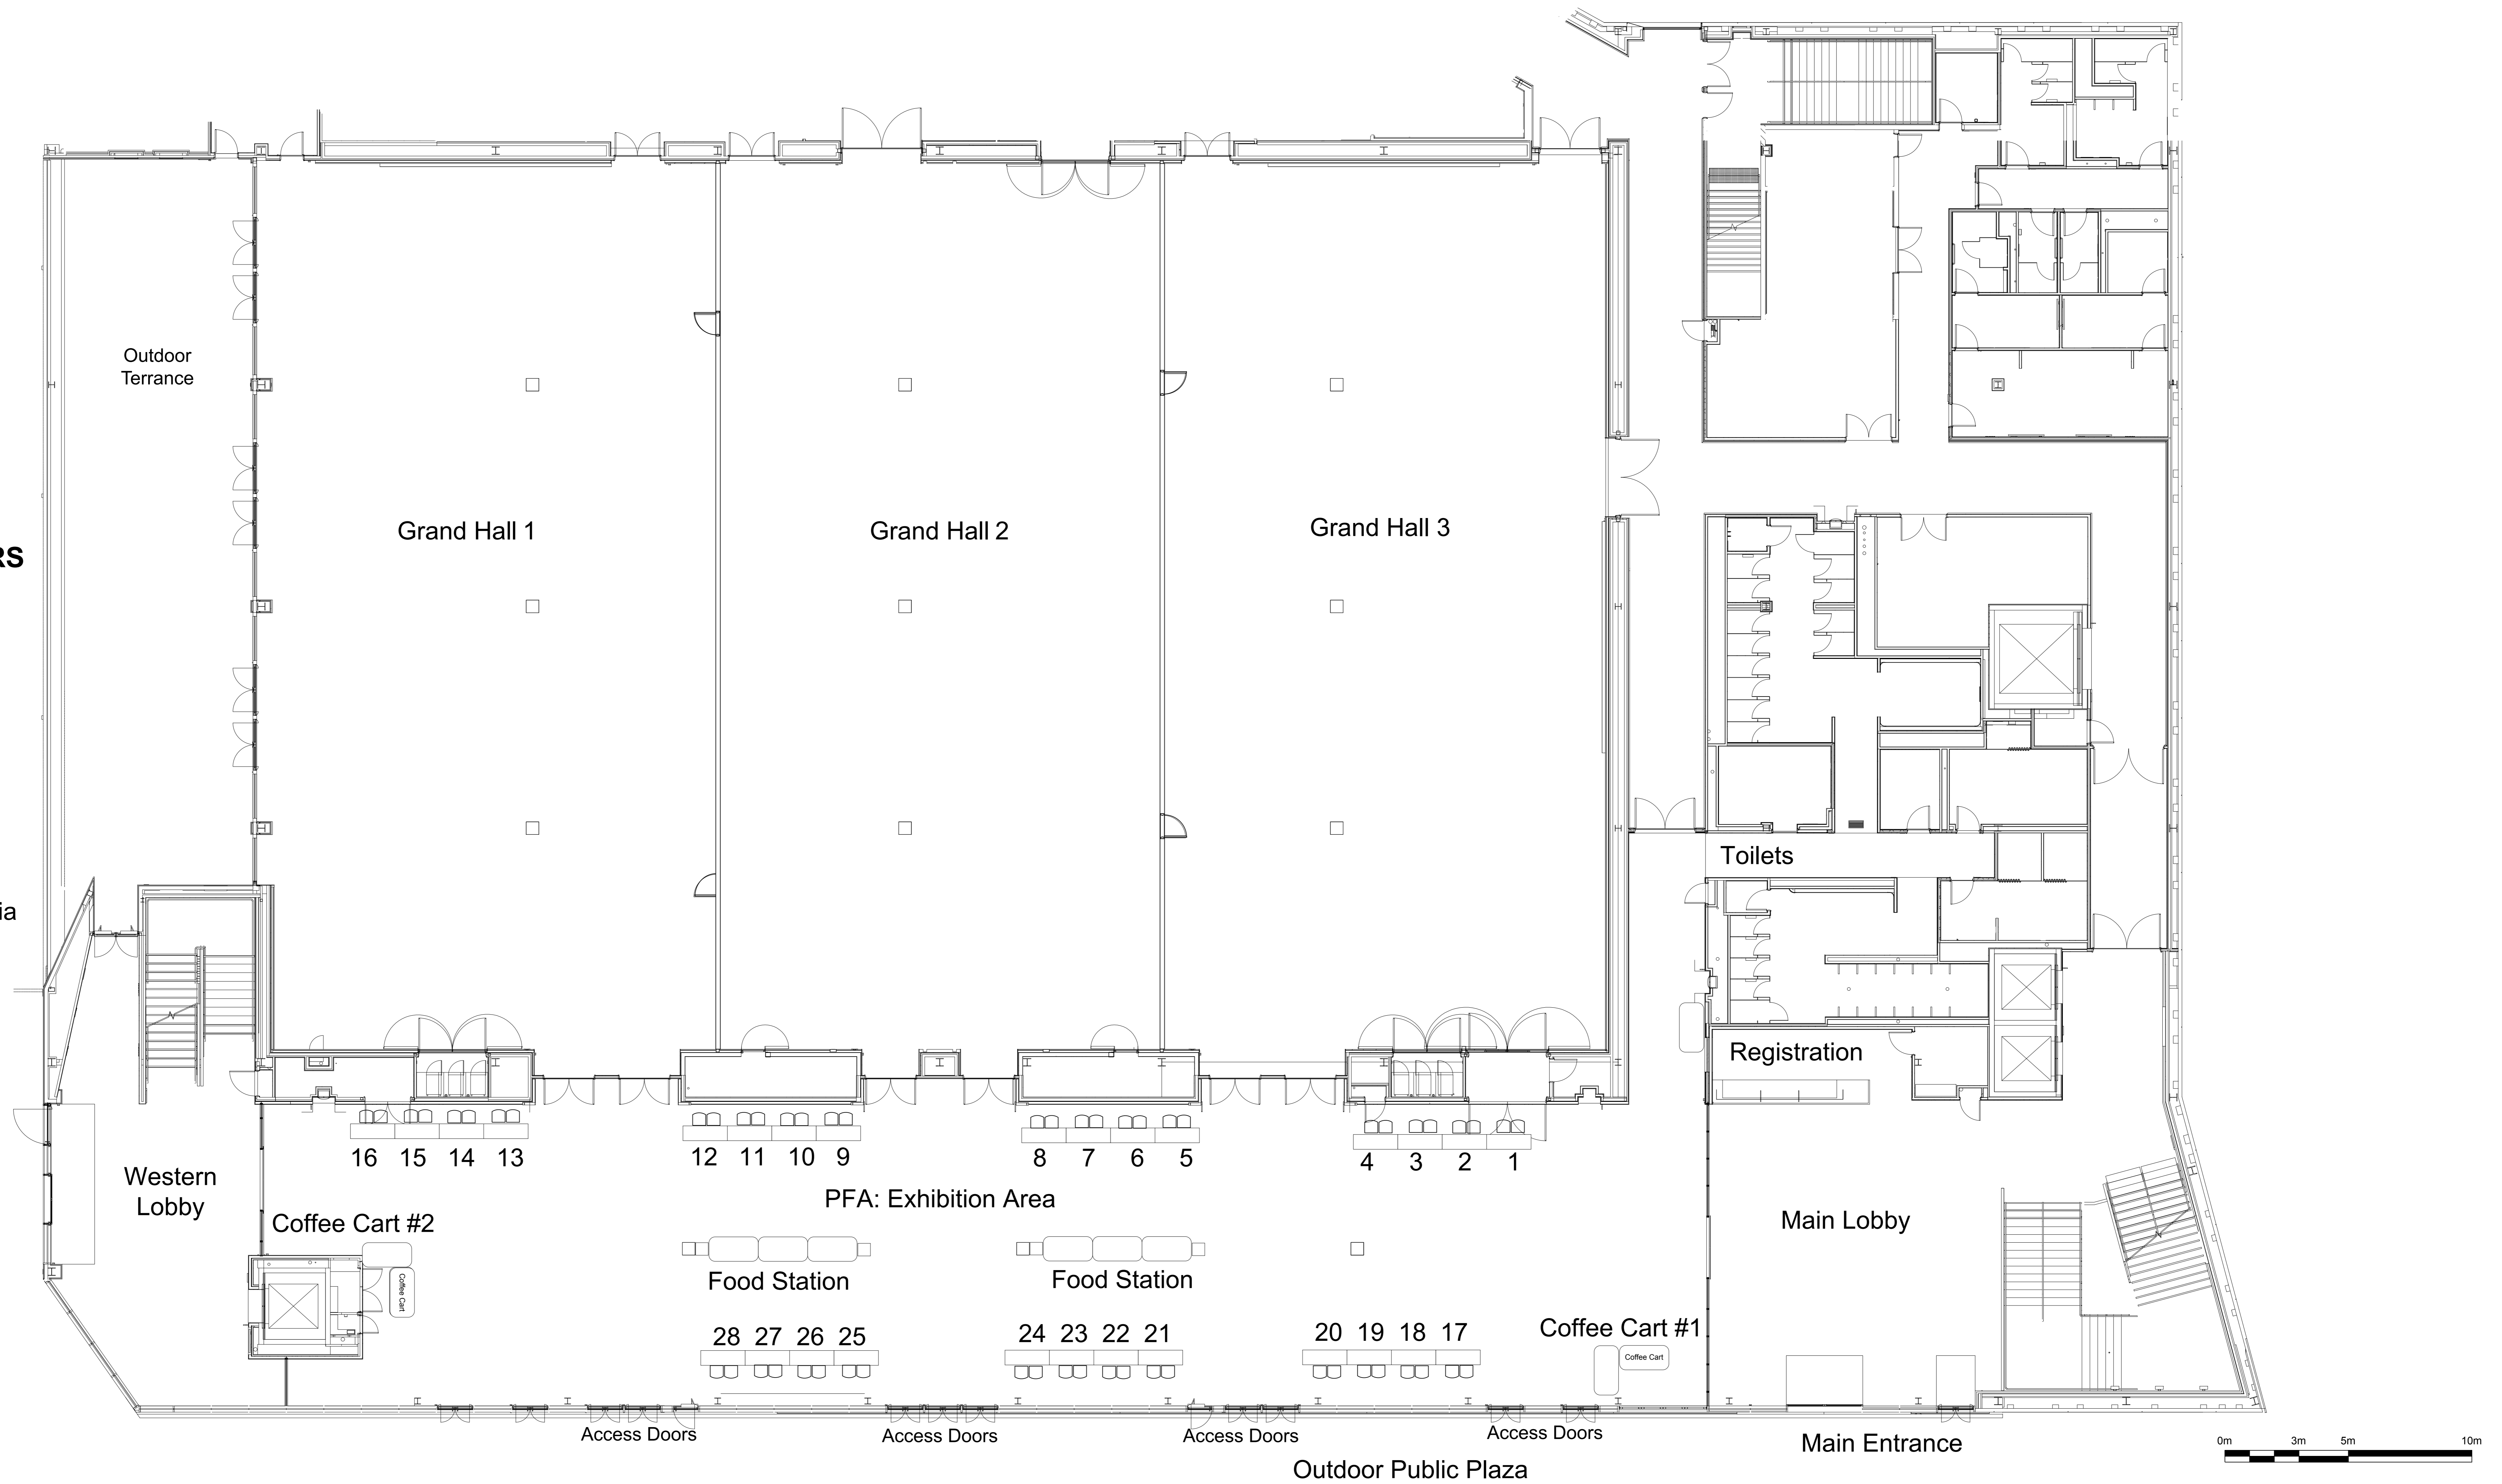 Outdoor
Terrance
Grand Hall 1
Grand Hall 2
Grand Hall 3
RS
ia
Toilets
Registration
16 15 14 13
12 11 10 9
8 7 6 5
4 3 2 1
Western
Lobby
PFA: Exhibition Area
Coffee Cart #2
Main Lobby
Coffee Cart
Food Station
Food Station
28 27 26 25
24 23 22 21
20 19 18 17
Coffee Cart #1
Coffee Cart
Access Doors
Access Doors
Access Doors
Access Doors
Main Entrance
Outdoor Public Plaza
0m 3m 5m 10m